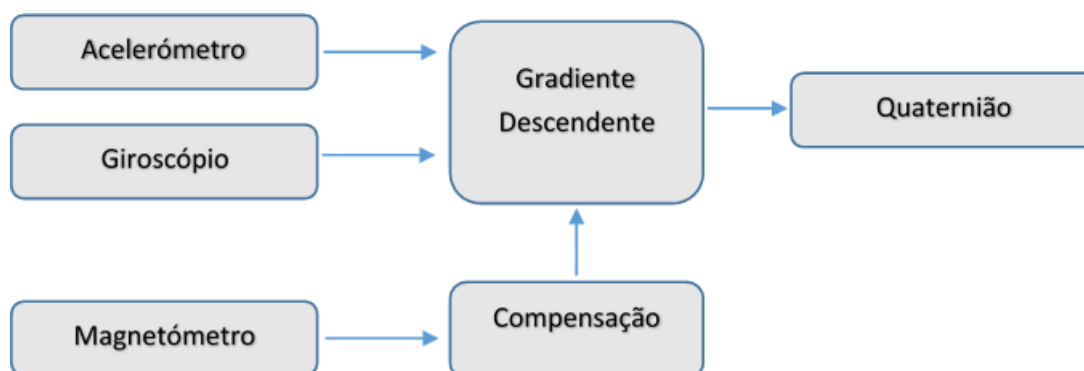 Acelerómetro
Gradiente
Descendente
Quaternião
Giroscópio
Compensação
Magnetómetro